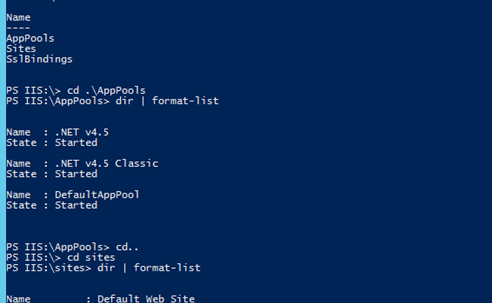 Name
----
AppPools
Sites
SslBindings
PS IIS:\> cd .\AppPools
PS IIS:\AppPools> dir | format-list
Name  : .NET v4.5
State : Started
Name  : .NET v4.5 Classic
State : Started
Name  : DefaultAppPool
State : Started
PS IIS:\AppPools> cd..
PS IIS:\> cd sites
PS IIS:\sites> dir | format-list
Name         : Default Web Site